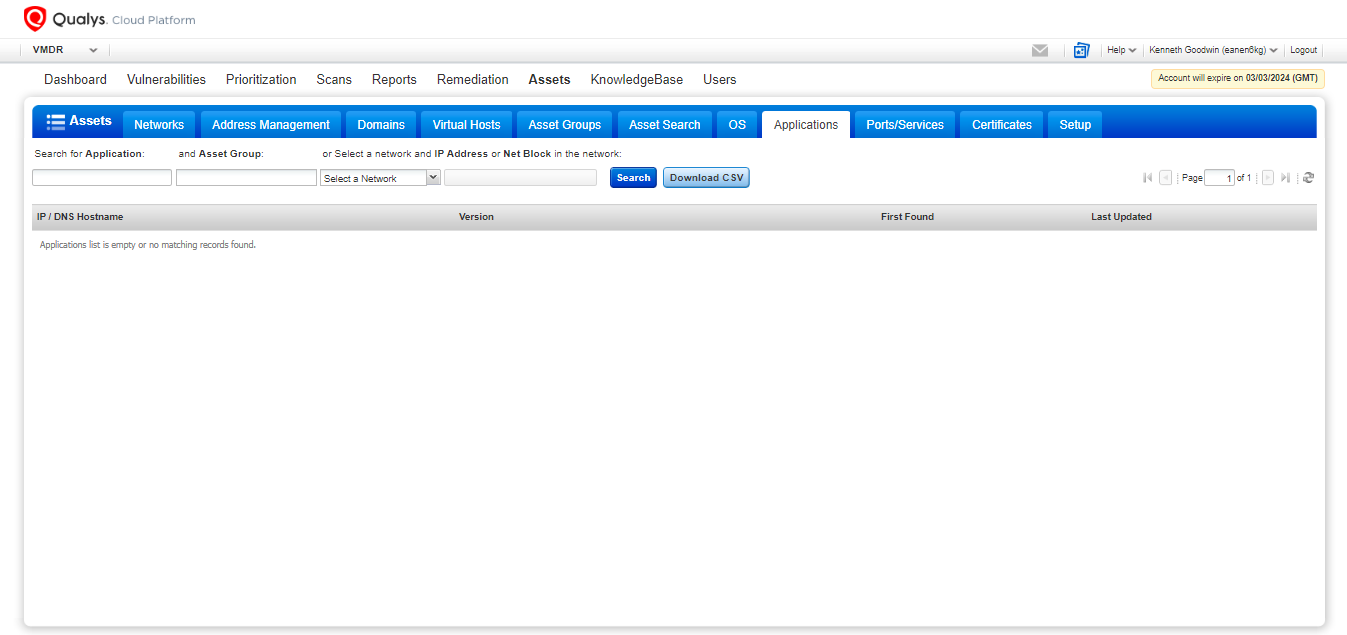 Qualys. Cloud Platform
VMDR Help Kenneth Goodwin (eanen6kg) Logout
Dashboard Vulnerabilities Prioritization Scans Reports Remediation Assets KnowledgeBase Users Account will expire on 03/03/2024 (GMT)
Assets Networks Address Management Domains Virtual Hosts Asset Groups Asset Search OS Applications Ports/Services Certificates Setup
Search for Application: and Asset Group: or Select a network and IP Address or Net Block in the network:
Select a Network Search Download CSV Page 1 of 1
IP / DNS Hostname Version First Found Last Updated
Applications list is empty or no matching records found.